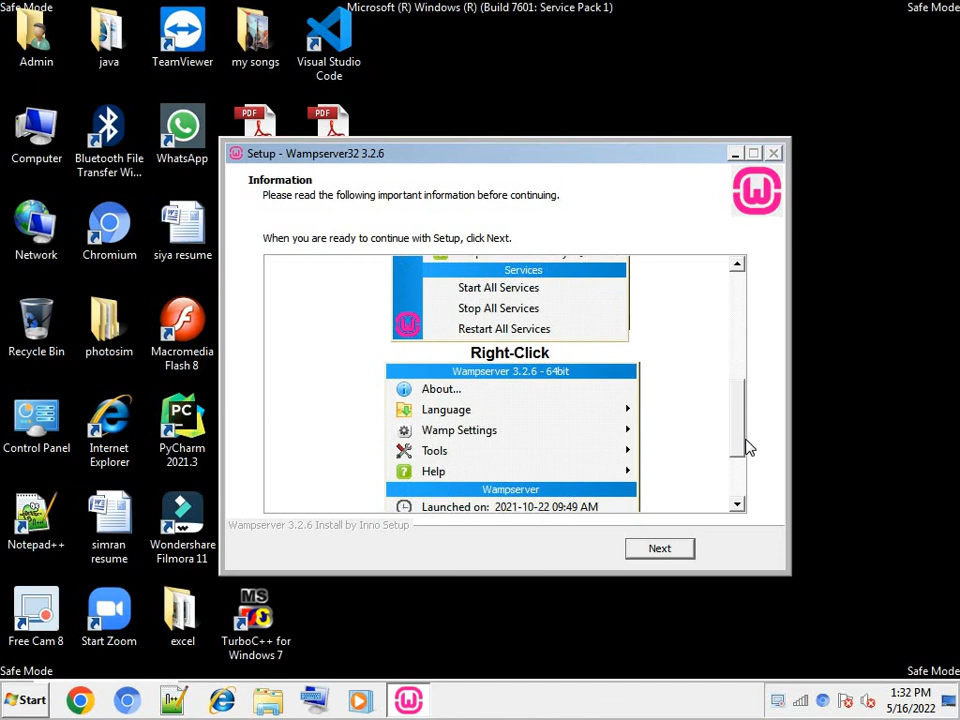 Safe Mode
Microsoft (R) Windows (R) (Build 7601: Service Pack 1)
Safe Mode
Admin
java
TeamViewer
my songs
Visual Studio
Code
PDF
PDF
Computer
Bluetooth File
Transfer Wi...
WhatsApp
Network
Chromium
siya resume
Recycle Bin
photosim
Macromedia
Flash 8
Control Panel
Internet
Explorer
PC
PyCharm
2021.3
Notepad++
simran
resume
Wondershare
Filmora 11
Free Cam 8
Start Zoom
excel
MS
TurboC++ for
Windows 7
Setup - Wampserver32 3.2.6
Information
Please read the following important information before continuing.
When you are ready to continue with Setup, click Next.
Services
Start All Services
Stop All Services
Restart All Services
Right-Click
Wampserver 3.2.6 - 64bit
About...
Language
Wamp Settings
Tools
Help
Wampserver
Launched on: 2021-10-22 09:49 AM
Wampserver 3.2.6 Install by Inno Setup
Next
Safe Mode
Safe Mode
Start
1:32 PM
5/16/2022